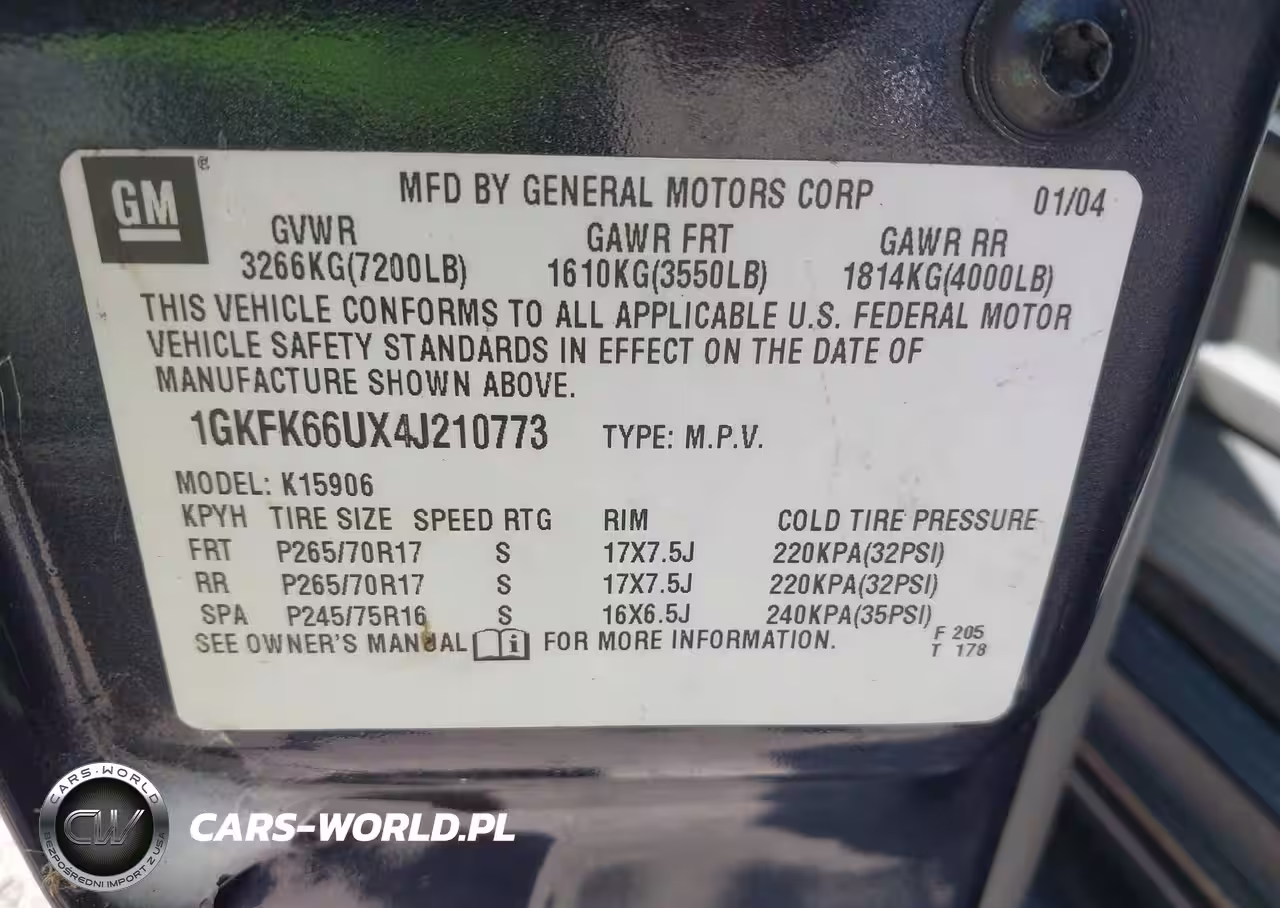 GM ®
MFD BY GENERAL MOTORS CORP 01/04
GVWR GAWR FRT GAWR RR
3266KG(7200LB) 1610KG(3550LB) 1814KG(4000LB)
THIS VEHICLE CONFORMS TO ALL APPLICABLE U.S. FEDERAL MOTOR
VEHICLE SAFETY STANDARDS IN EFFECT ON THE DATE OF
MANUFACTURE SHOWN ABOVE.
1GKFK66UX4J210773 TYPE: M.P.V.
MODEL: K15906
KPYH TIRE SIZE SPEED RTG RIM COLD TIRE PRESSURE
FRT P265/70R17 S 17X7.5J 220KPA(32PSI)
RR P265/70R17 S 17X7.5J 220KPA(32PSI)
SPA P245/75R16 S 16X6.5J 240KPA(35PSI)
SEE OWNER'S MANUAL i FOR MORE INFORMATION.
F 205
T 178
CARS-WORLD
CW
BEZPOŚREDNI IMPORT Z USA
CARS-WORLD.PL